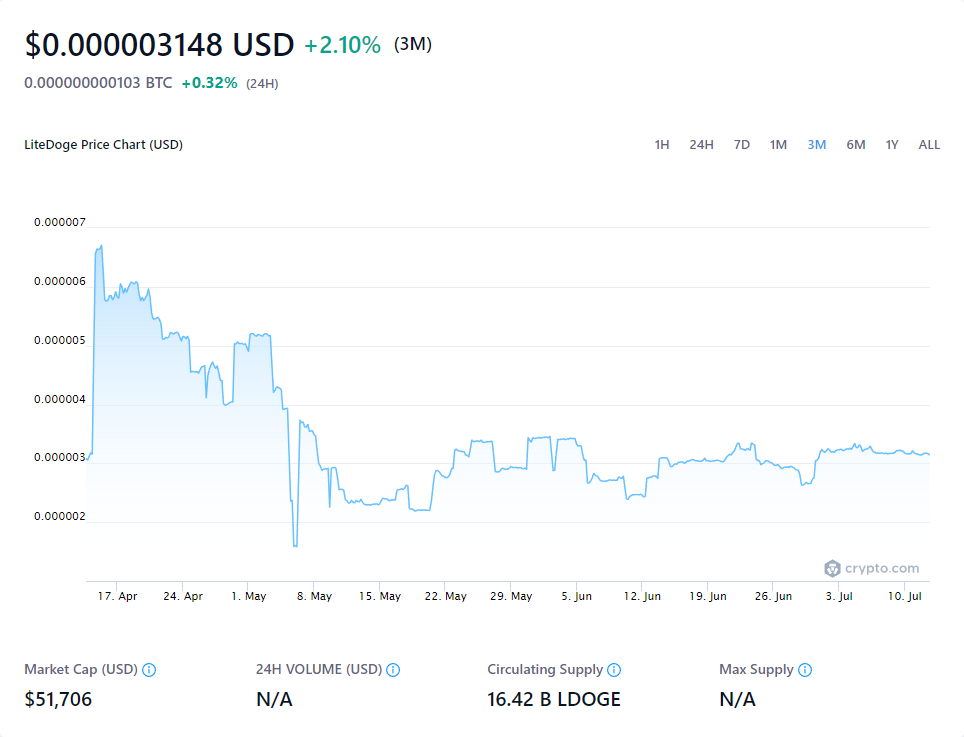 $0.000003148 USD +2.10% (3M)
0.000000000103 BTC +0.32% (24H)
LiteDoge Price Chart (USD)
1H 24H 7D 1M 3M 6M 1Y ALL
0.000007
0.000006
0.000005
0.000004
0.000003
0.000002
crypto.com
17. Apr 24. Apr 1. May 8. May 15. May 22. May 29. May 5. Jun 12. Jun 19. Jun 26. Jun 3. Jul 10. Jul
Market Cap (USD) 24H VOLUME (USD) Circulating Supply Max Supply
$51,706 N/A 16.42 B LDOGE N/A